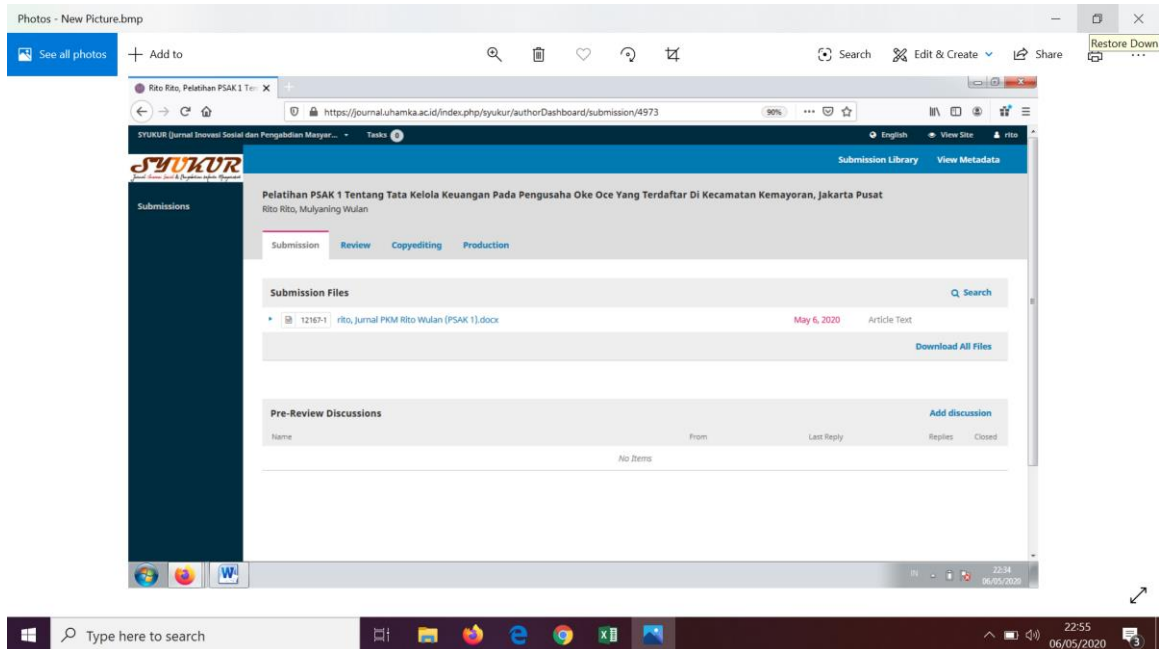 Photos - New Picture.bmp
See all photos
Add to
Search
Edit & Create
Share
Restore Down
Rito Rito, Pelatihan PSAK 1 Ten
https://journal.uhamka.ac.id/index.php/syukur/authorDashboard/submission/4973
90%
SYUKUR (Jurnal Inovasi Sosial dan Pengabdian Masyar...
Tasks 0
English
View Site
rito
SYUKUR
Submission Library
View Metadata
Submissions
Pelatihan PSAK 1 Tentang Tata Kelola Keuangan Pada Pengusaha Oke Oce Yang Terdaftar Di Kecamatan Kemayoran, Jakarta Pusat
Rito Rito, Mulyaning Wulan
Submission Review Copyediting Production
Submission Files
Search
12167-1 rito, Jurnal PKM Rito Wulan (PSAK 1).docx May 6, 2020 Article Text
Download All Files
Pre-Review Discussions
Add discussion
Name From Last Reply Replies Closed
No Items
IN
22:34
06/05/2020
Type here to search
22:55
06/05/2020
3